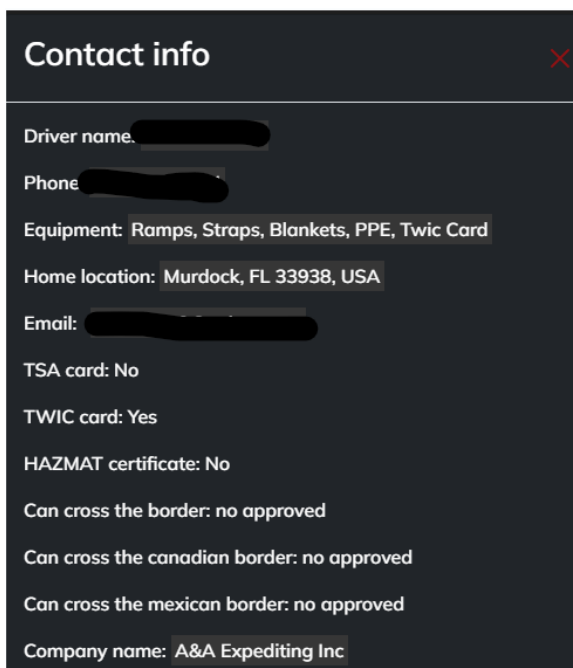 Contact info
Driver name:
Phone
Equipment: Ramps, Straps, Blankets, PPE, Twic Card
Home location: Murdock, FL 33938, USA
Email:
TSA card: No
TWIC card: Yes
HAZMAT certificate: No
Can cross the border: no approved
Can cross the canadian border: no approved
Can cross the mexican border: no approved
Company name: A&A Expediting Inc